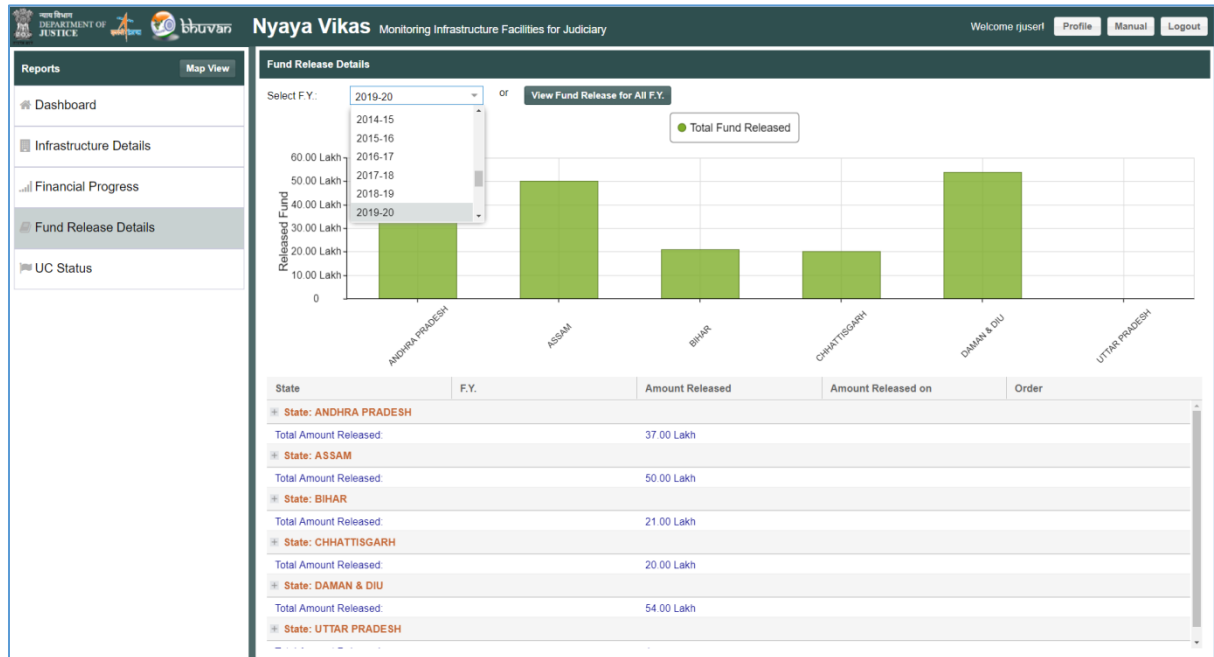 न्याय विभाग
DEPARTMENT OF
JUSTICE
bhuvan
Nyaya Vikas Monitoring Infrastructure Facilities for Judiciary
Welcome rjuser! Profile Manual Logout
Reports Map View
Dashboard
Infrastructure Details
Financial Progress
Fund Release Details
UC Status
Fund Release Details
Select F.Y.: 2019-20 or View Fund Release for All F.Y.
2014-15
2015-16
2016-17
2017-18
2018-19
2019-20
Total Fund Released
Released Fund
60.00 Lakh
50.00 Lakh
40.00 Lakh
30.00 Lakh
20.00 Lakh
10.00 Lakh
0
ANDHRA PRADESH
ASSAM
BIHAR
CHHATTISGARH
DAMAN & DIU
UTTAR PRADESH
State F.Y. Amount Released Amount Released on Order
State: ANDHRA PRADESH
Total Amount Released: 37.00 Lakh
State: ASSAM
Total Amount Released: 50.00 Lakh
State: BIHAR
Total Amount Released: 21.00 Lakh
State: CHHATTISGARH
Total Amount Released: 20.00 Lakh
State: DAMAN & DIU
Total Amount Released: 54.00 Lakh
State: UTTAR PRADESH